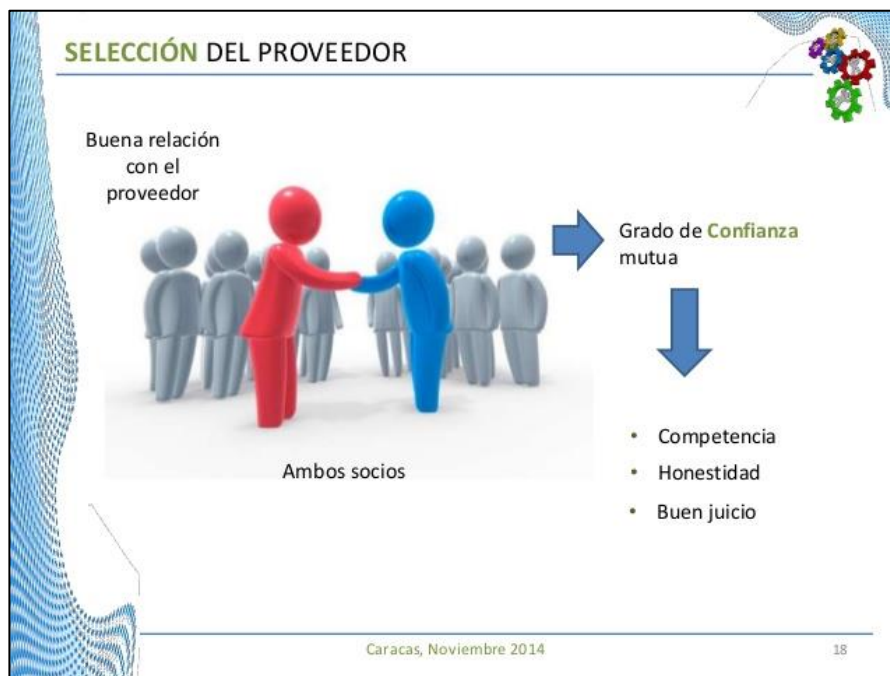 SELECCIÓN DEL PROVEEDOR
Buena relación
con el
proveedor
Grado de Confianza
mutua
• Competencia
• Honestidad
• Buen juicio
Ambos socios
Caracas, Noviembre 2014
18